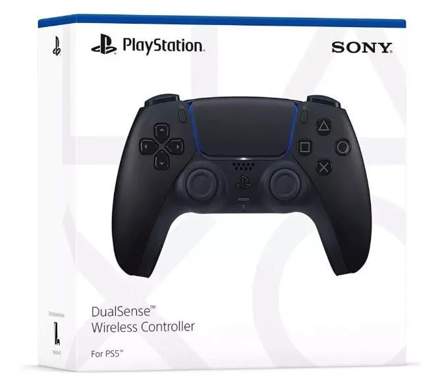 PlayStation®
SONY
DualSense™
Wireless Controller
For PS5™